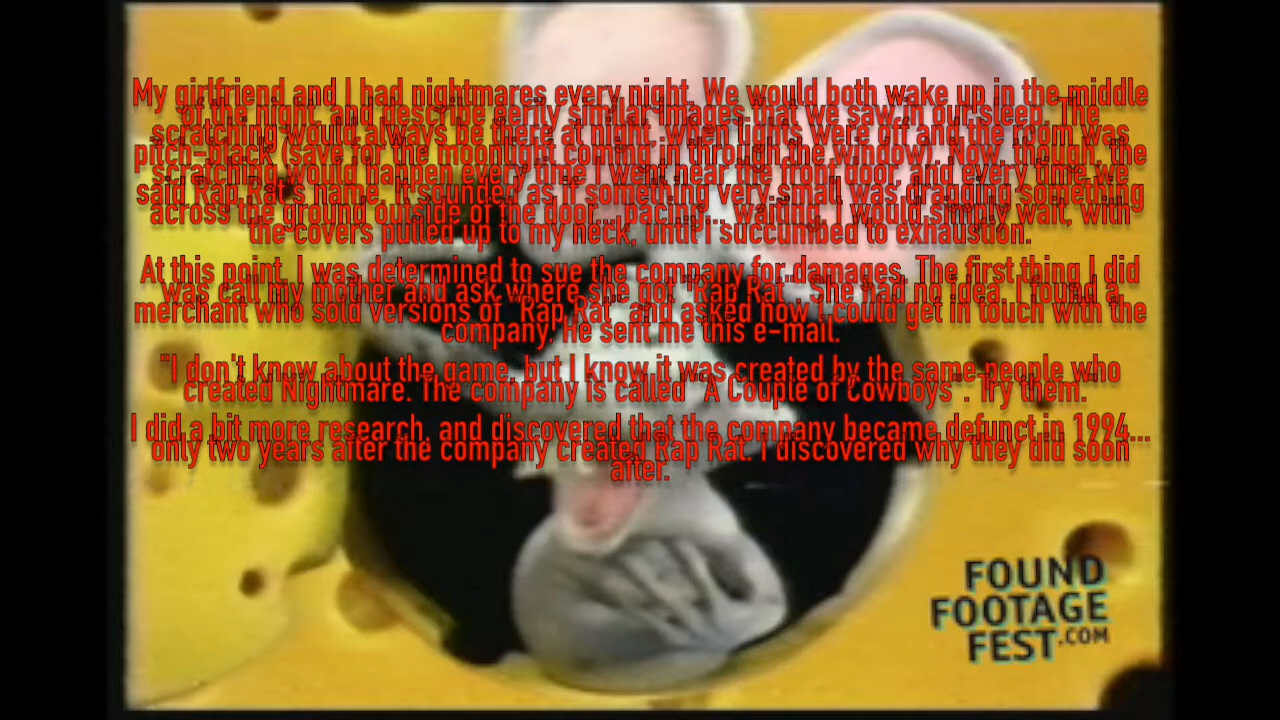 My girlfriend and I had nightmares every night. We would both wake up in the middle
of the night, and describe eerily similar images that we saw in our sleep. The
scratching would always be there at night, when lights were off and the room was
pitch-black (save for the moonlight coming in through the window). Now, though, the
scratching would happen every time I went near the front door, and every time we
said Rap Rat's name. It sounded as if something very small was dragging something
across the ground outside of the door... pacing... waiting. I would simply wait, with
the covers pulled up to my neck, until I succumbed to exhaustion.
At this point, I was determined to sue the company for damages. The first thing I did
was call my mother and ask where she got "Rap Rat". She had no idea. I found a
merchant who sold versions of "Rap Rat" and asked how I could get in touch with the
company. He sent me this e-mail.
"I don't know about the game, but I know it was created by the same people who
created Nightmare. The company is called "A Couple of Cowboys". Try them."
I did a bit more research, and discovered that the company became defunct in 1994...
only two years after the company created Rap Rat. I discovered why they did soon
after.
FOUND
FOOTAGE
FEST.COM